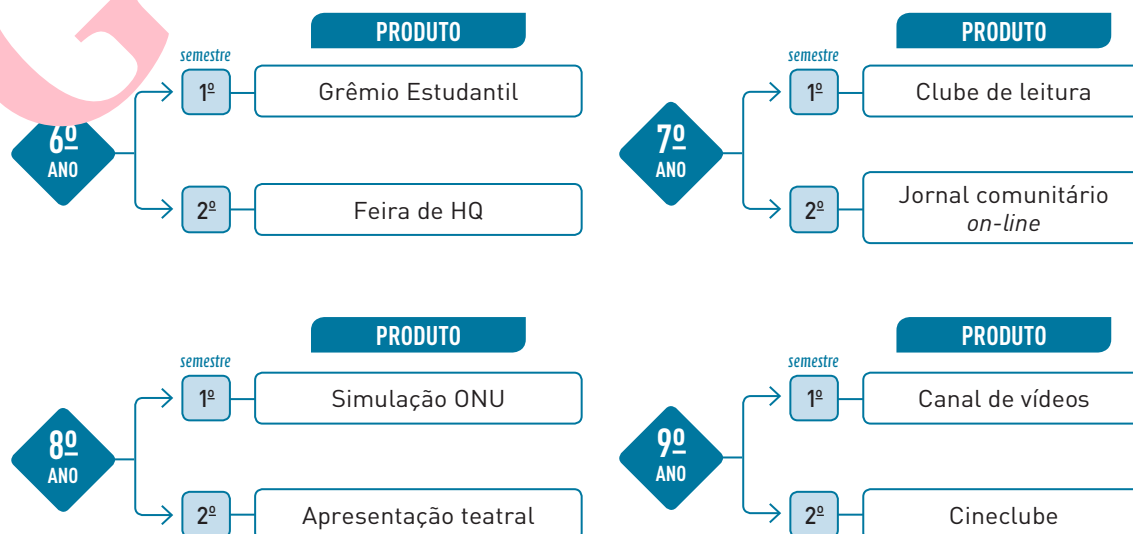 PRODUTO
semestre
6º
ANO
1º
Grêmio Estudantil
2º
Feira de HQ
PRODUTO
semestre
7º
ANO
1º
Clube de leitura
2º
Jornal comunitário
on-line
PRODUTO
semestre
8º
ANO
1º
Simulação ONU
2º
Apresentação teatral
PRODUTO
semestre
9º
ANO
1º
Canal de vídeos
2º
Cineclube